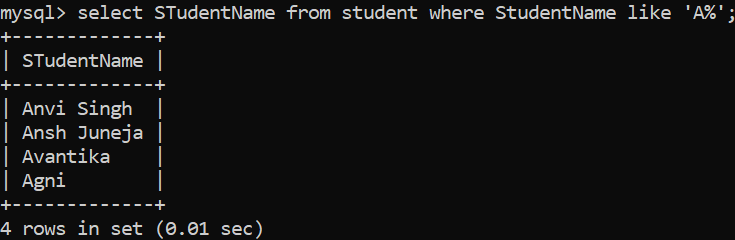 mysql> select STudentName from student where StudentName like 'A%';
+-------------+
| STudentName |
+-------------+
| Anvi Singh  |
| Ansh Juneja |
| Avantika    |
| Agni        |
+-------------+
4 rows in set (0.01 sec)